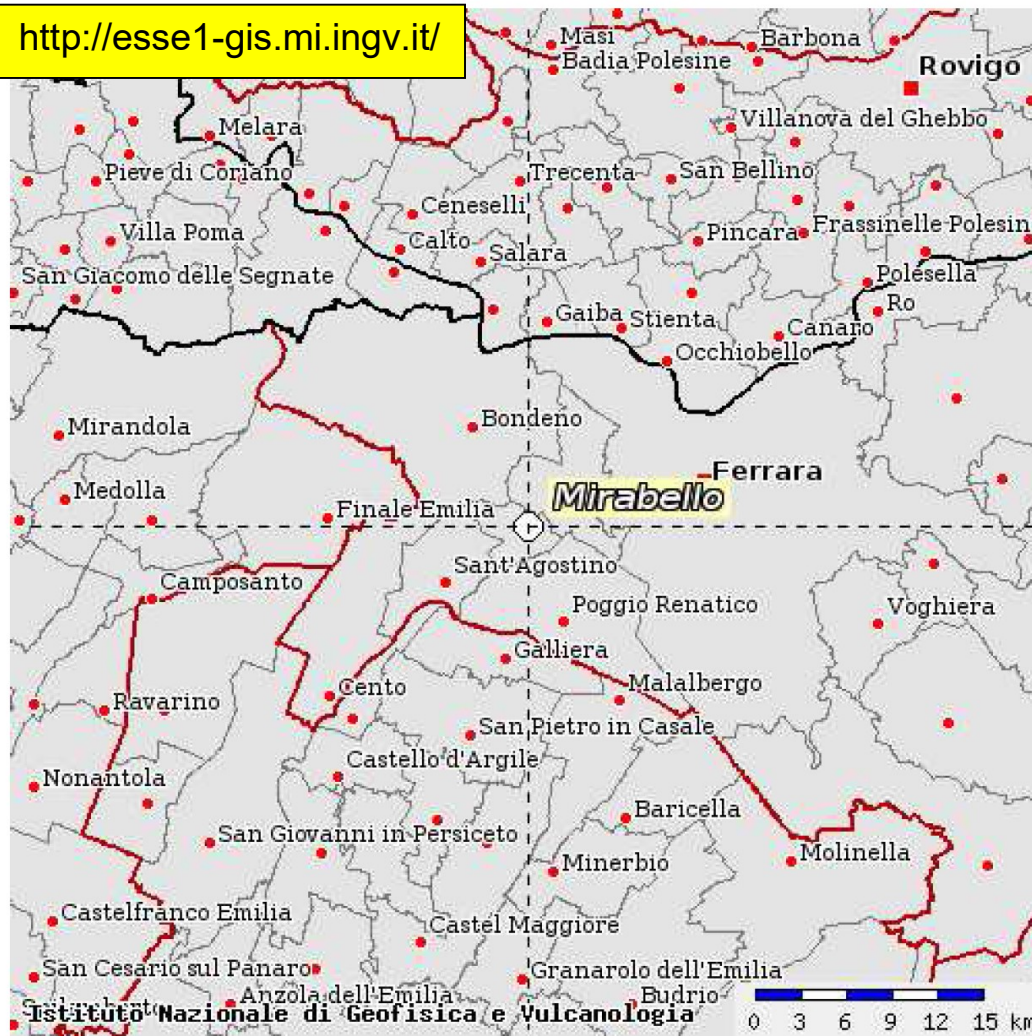 http://esse1-gis.mi.ingv.it/
Masi
Barbona
Badia Polesine
Rovigo
Melara
Villanova del Ghebbo
Pieve di Coriano
Trecenta
San Bellino
Ceneselli
Villa Poma
Calto
Pincara
Frassinelle Polesin
Salara
San Giacomo delle Segnate
Polesella
Ro
Gaiba
Stienta
Canaro
Occhiobello
Bondeno
Mirandola
Ferrara
Medolla
Mirabello
Finale Emilia
Sant'Agostino
Camposanto
Poggio Renatico
Voghiera
Galliera
Cento
Malalbergo
Ravarino
San Pietro in Casale
Castello d'Argile
Nonantola
Baricella
San Giovanni in Persiceto
Minerbio
Molinella
Castelfranco Emilia
Castel Maggiore
San Cesario sul Panaro
Granarolo dell'Emilia
Anzola dell'Emilia
Budrio
Istituto Nazionale di Geofisica e Vulcanologia
0 3 6 9 12 15 km